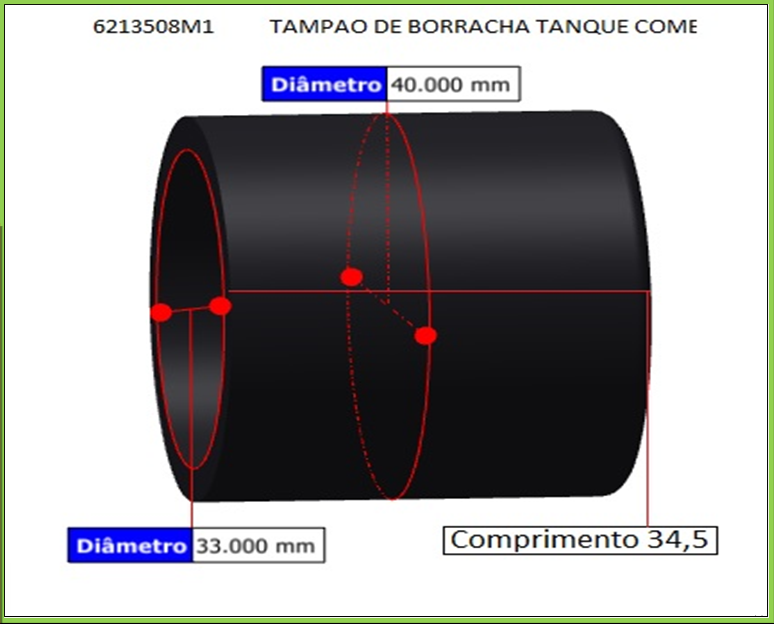 6213508M1 TAMPAO DE BORRACHA TANQUE COME
Diâmetro 40.000 mm
Diâmetro 33.000 mm
Comprimento 34,5